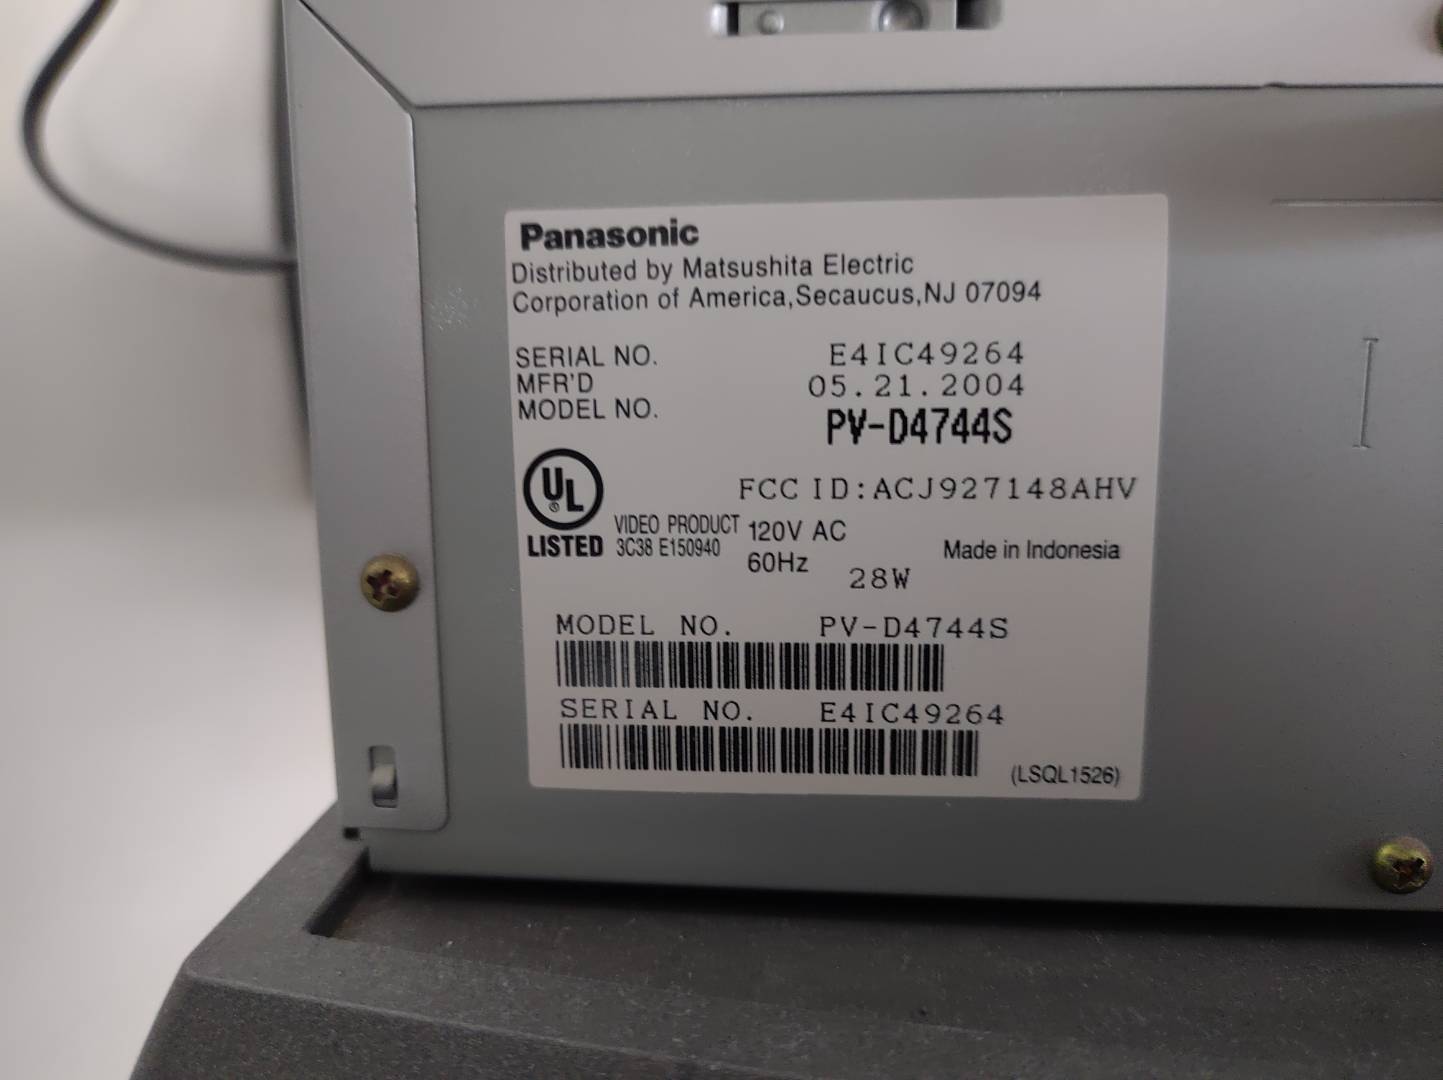 Panasonic
Distributed by Matsushita Electric
Corporation of America,Secaucus,NJ 07094
SERIAL NO. E4IC49264
MFR'D 05.21.2004
MODEL NO. PV-D4744S
UL
®
LISTED
FCC ID:ACJ927148AHV
VIDEO PRODUCT
3C38 E150940
120V AC
60Hz
28W
Made in Indonesia
MODEL NO. PV-D4744S
SERIAL NO. E4IC49264
(LSQL1526)